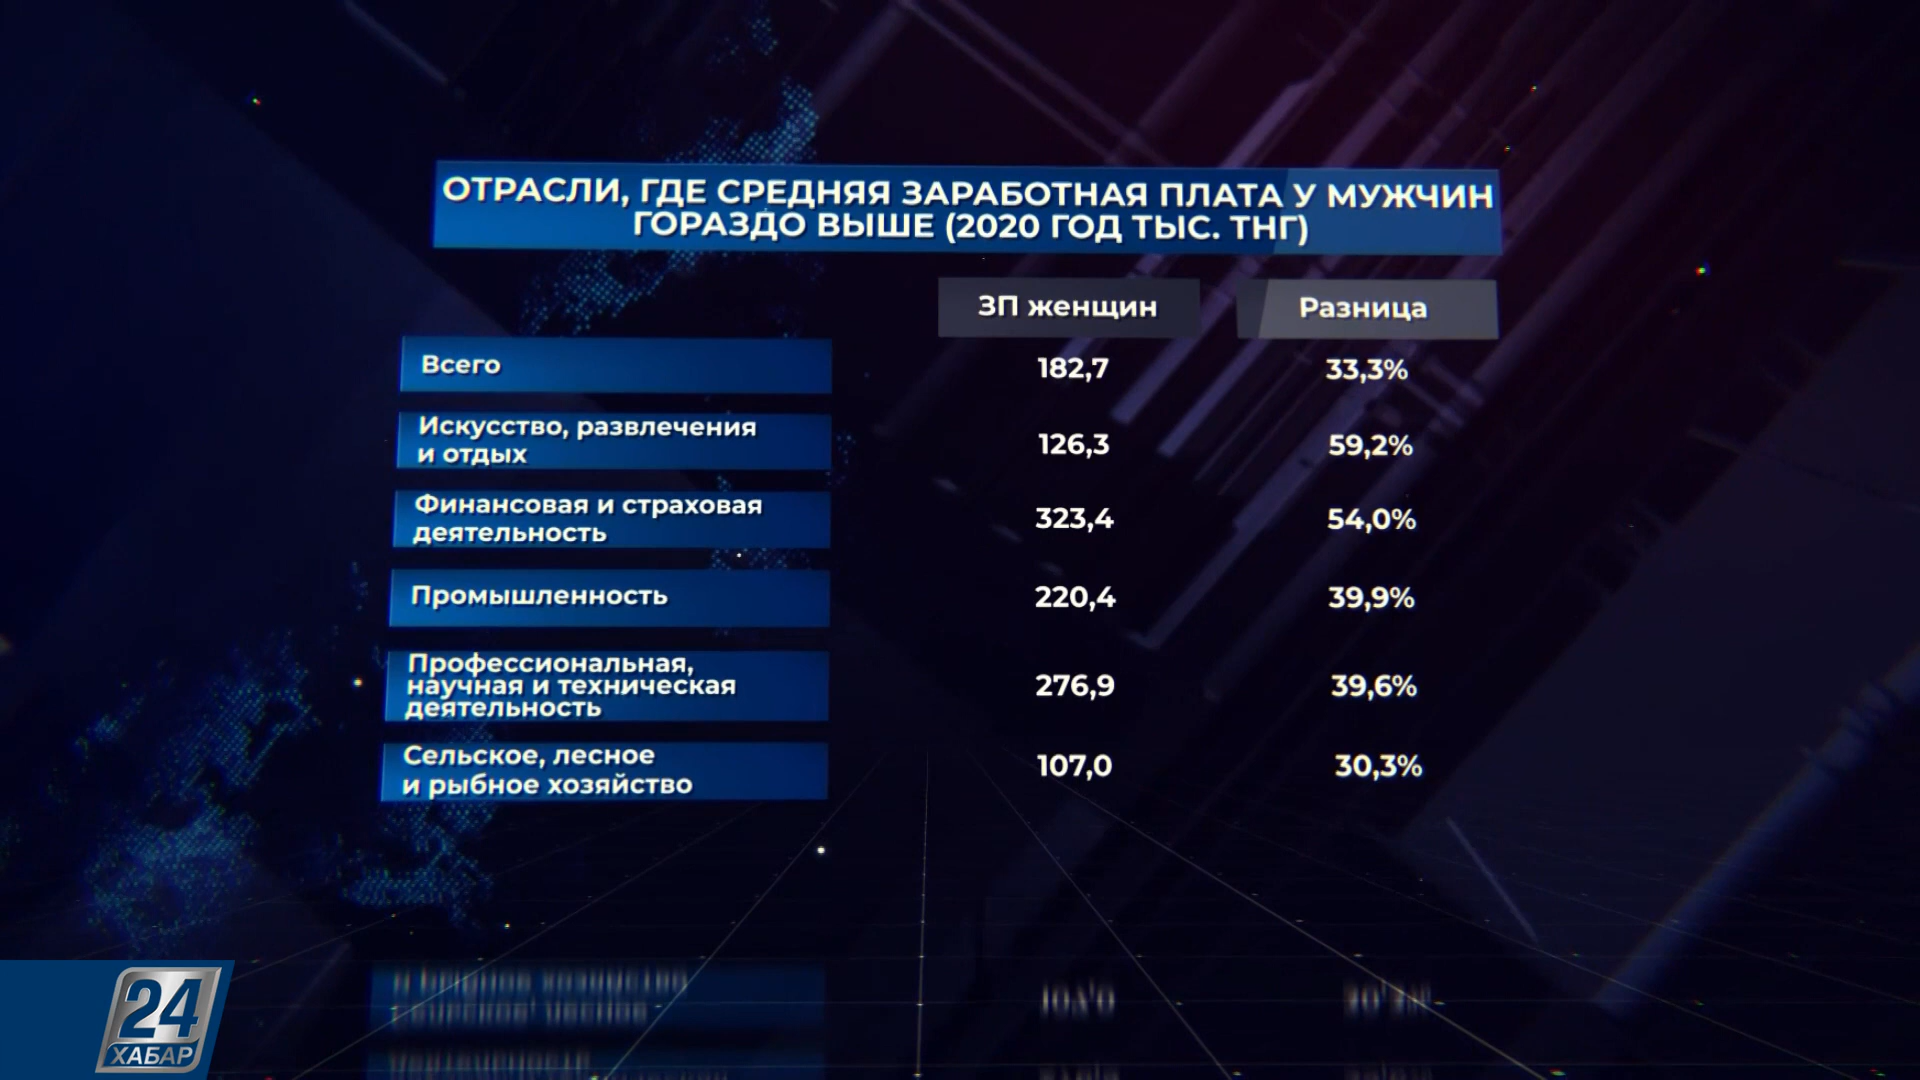 ОТРАСЛИ, ГДЕ СРЕДНЯЯ ЗАРАБОТНАЯ ПЛАТА У МУЖЧИН
ГОРАЗДО ВЫШЕ (2020 ГОД ТЫС. ТНГ)
ЗП женщин Разница
Всего 182,7 33,3%
Искусство, развлечения
и отдых 126,3 59,2%
Финансовая и страховая
деятельность 323,4 54,0%
Промышленность 220,4 39,9%
Профессиональная,
научная и техническая 276,9 39,6%
деятельность
Сельское, лесное
и рыбное хозяйство 107,0 30,3%
24
ХАБАР